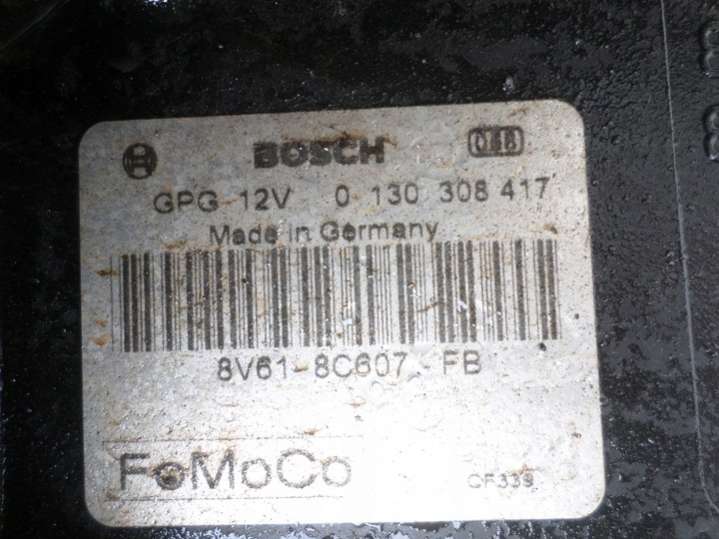 BOSCH
GPG 12V 0 130 308 417
Made in Germany
8V61-8C607-FB
FoMoCo
CF339